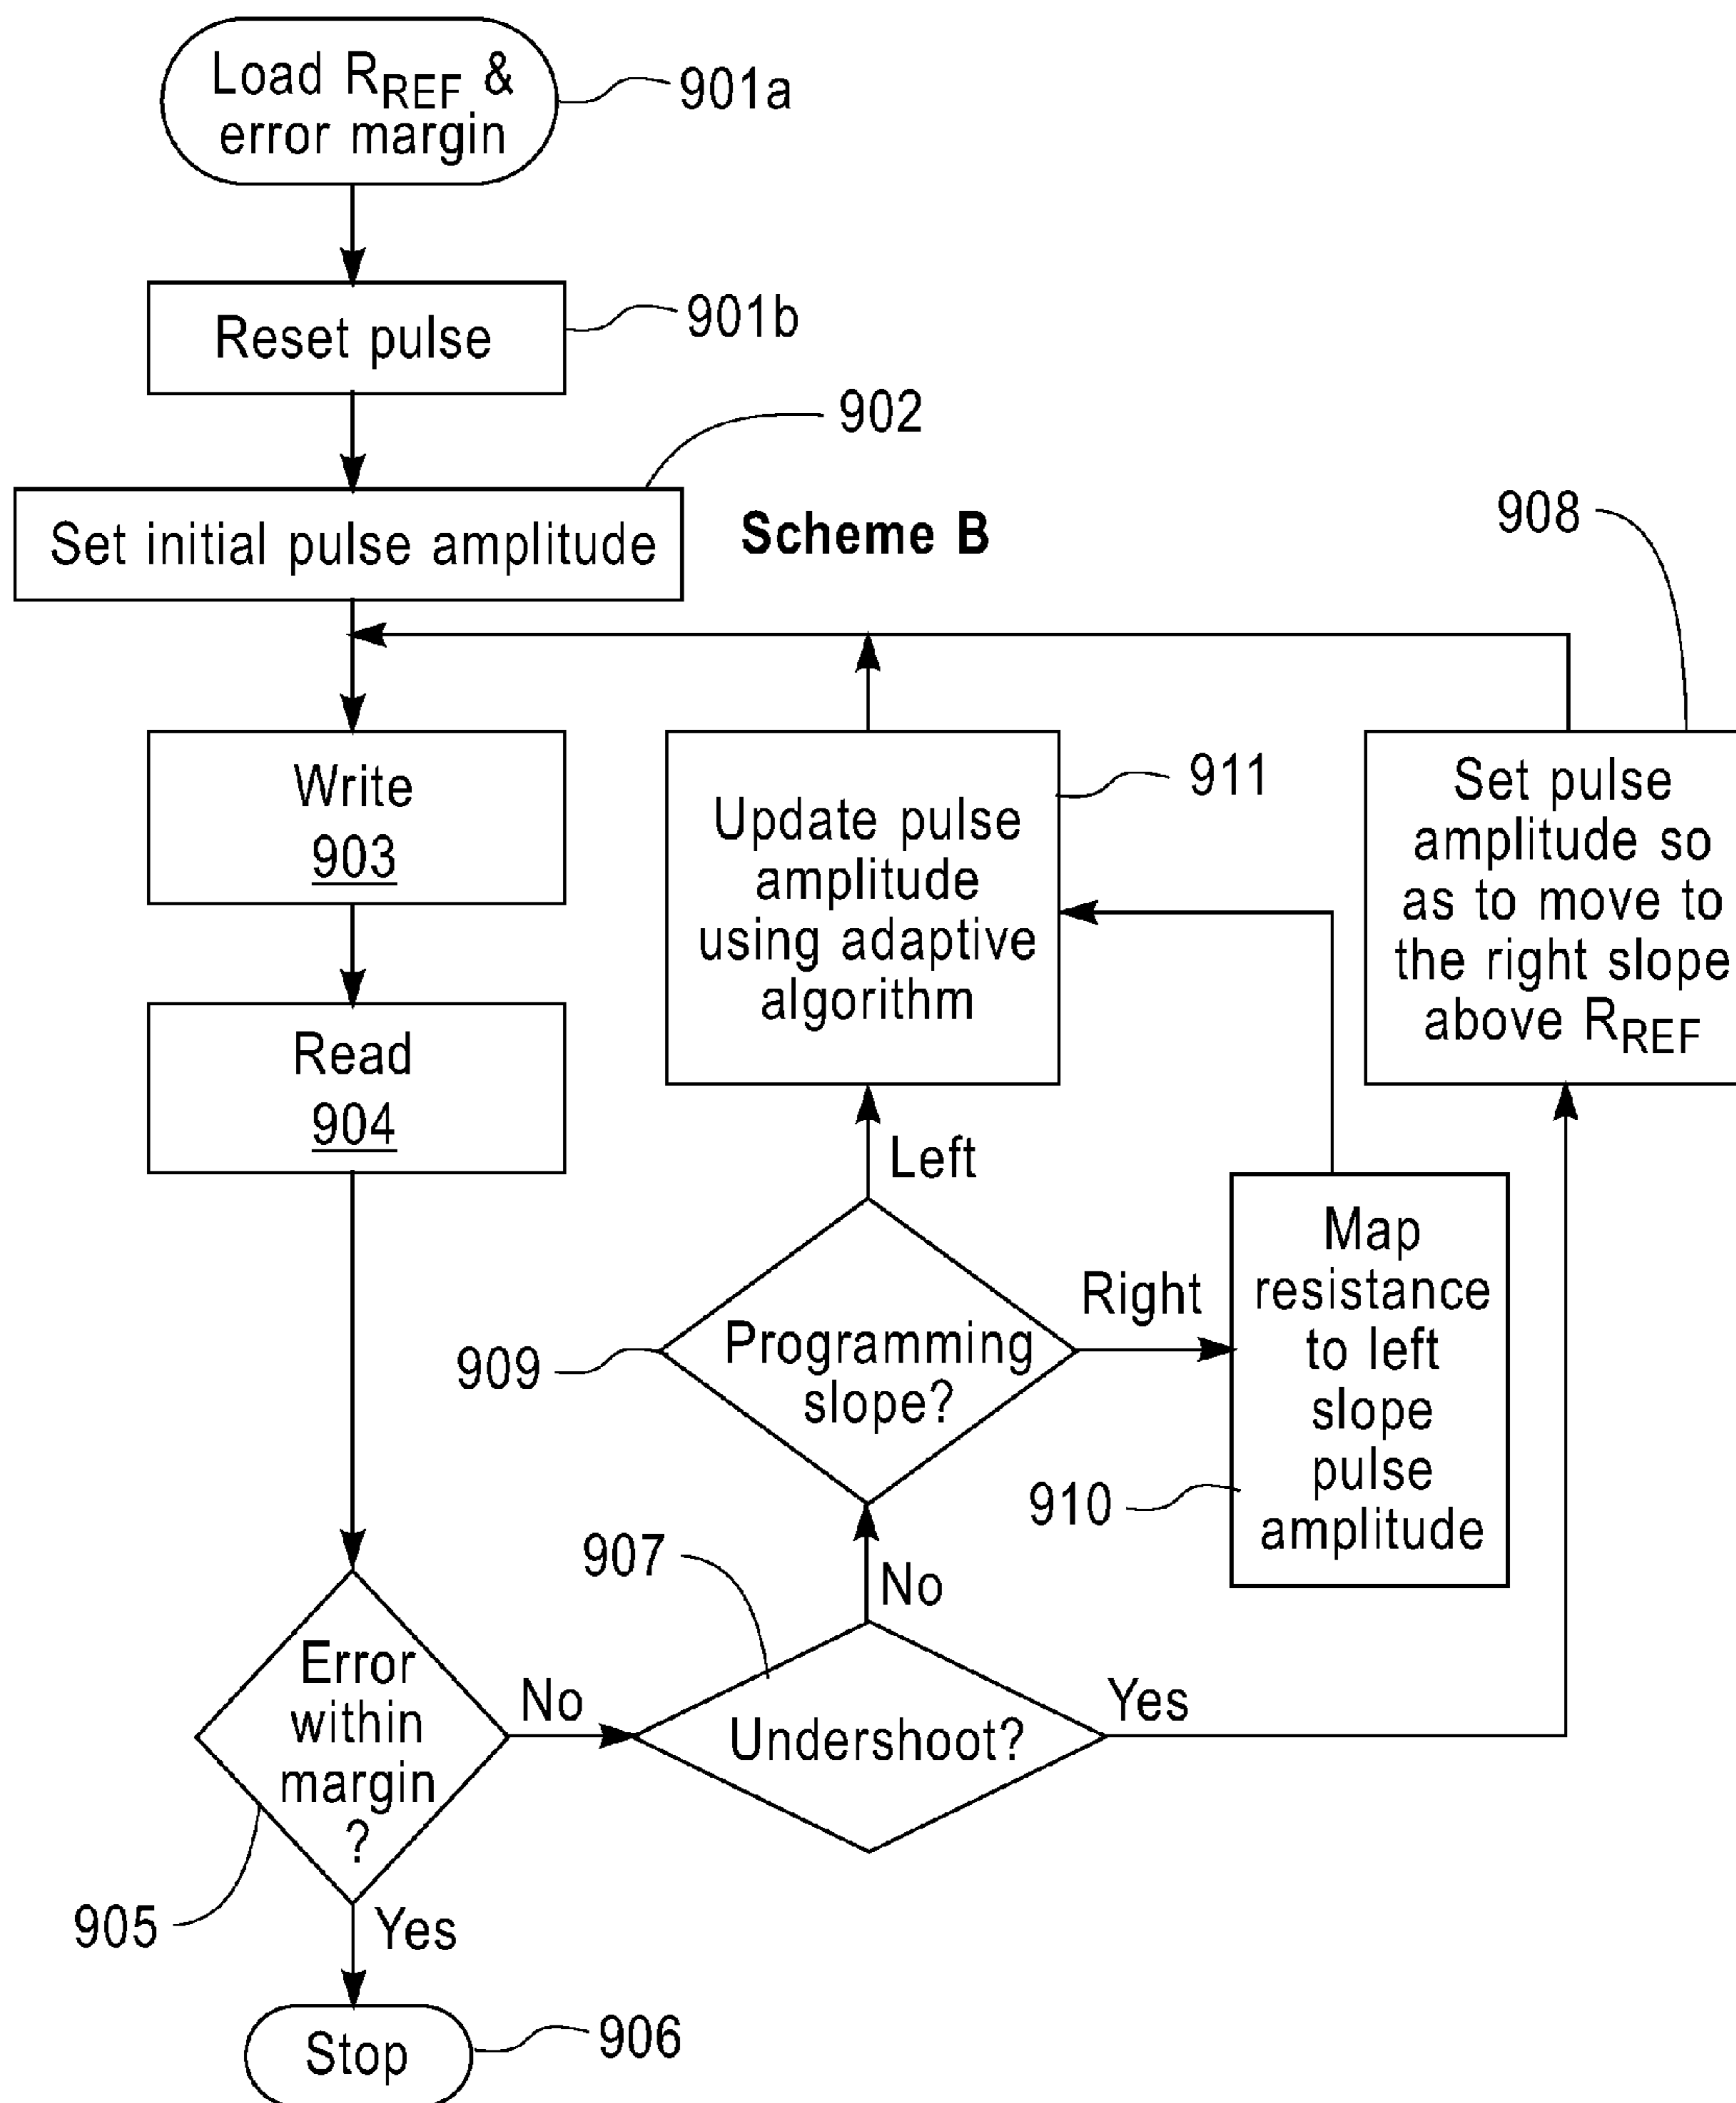 Load R_REF &
error margin
901a
Reset pulse
901b
902
Set initial pulse amplitude
Scheme B
908
Write
903
Read
904
Update pulse
amplitude
using adaptive
algorithm
911
Set pulse
amplitude so
as to move to
the right slope
above R_REF
Left
Programming
slope?
909
Right
Map
resistance
to left
slope
pulse
amplitude
910
907
No
Error
within
margin
?
No
Undershoot?
Yes
905
Yes
Stop
906